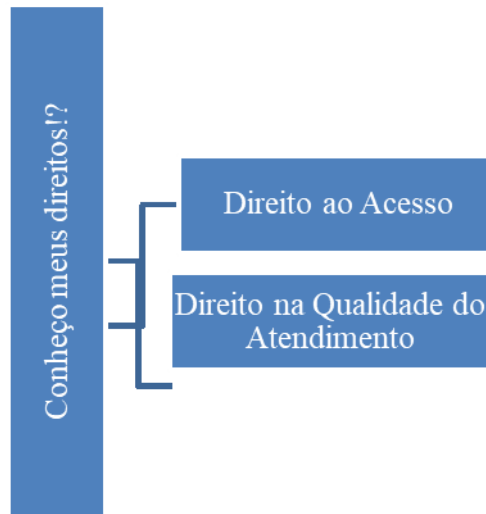 Conheço meus direitos!?
Direito ao Acesso
Direito na Qualidade do
Atendimento